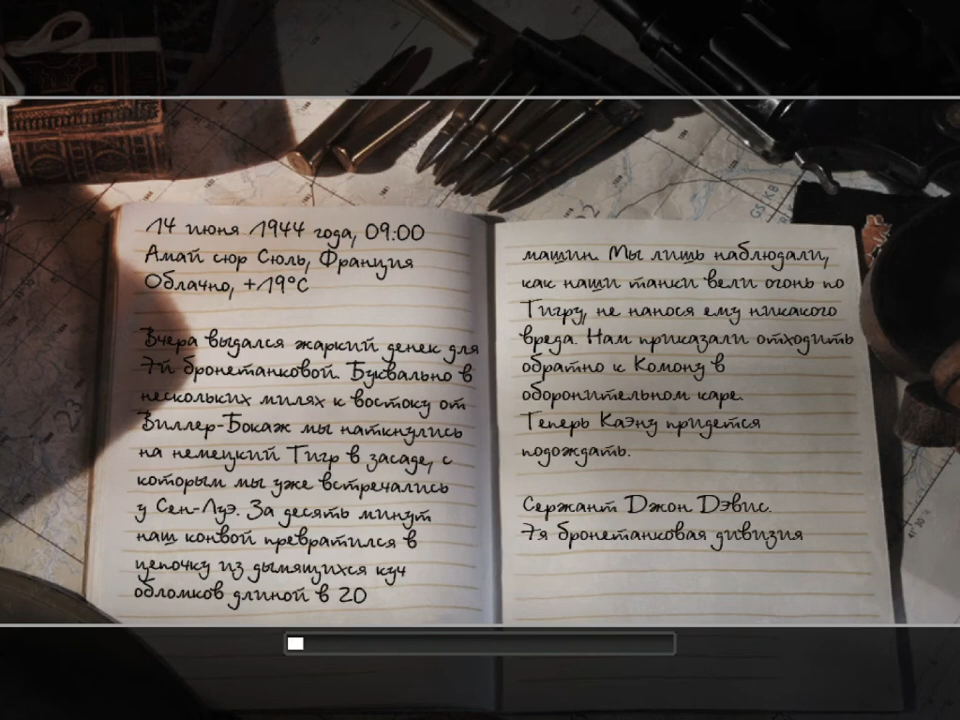 14 июня 1944 года, 09:00
Амай сюр Сюль, Франция
Облачно, +19°C
Вчера выдался жаркий денек для
7й бронетанковой. Буквально в
нескольких милях к востоку от
Виллер-Бокаж мы наткнулись
на немецкий Тигр в засаде, с
которым мы уже встречались
у Сен-Луэ. За десять минут
наш конвой превратился в
цепочку из дымящихся куч
обломков длиной в 20
машин. Мы лишь наблюдали,
как наши танки вели огонь по
Тигру, не нанося ему никакого
вреда. Нам приказали отходить
обратно к Комону в
оборонительном каре.
Теперь Каэну придется
подождать.
Сержант Джон Дэвис.
7я бронетанковая дивизия